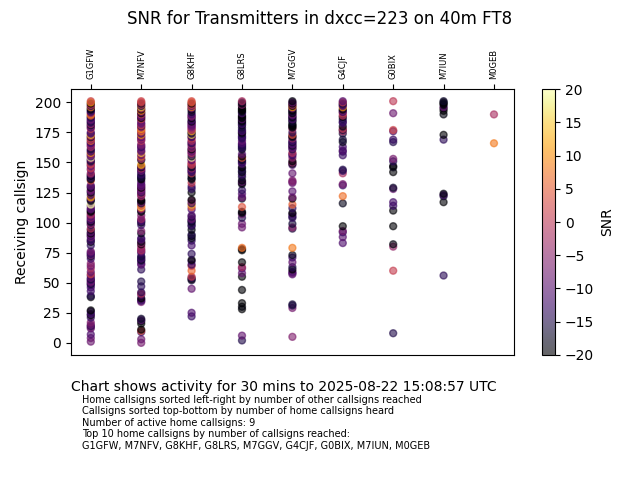 SNR for Transmitters in dxcc=223 on 40m FT8
G1GFW M7NFV G8KHF G8LRS M7GGV G4CJF G0BIX M7IUN M0GEB
200
175
150
125
100
75
50
25
0
Receiving callsign
20
15
10
5
0
−5
−10
−15
−20
SNR
Chart shows activity for 30 mins to 2025-08-22 15:08:57 UTC
Home callsigns sorted left-right by number of other callsigns reached
Callsigns sorted top-bottom by number of home callsigns heard
Number of active home callsigns: 9
Top 10 home callsigns by number of callsigns reached:
G1GFW, M7NFV, G8KHF, G8LRS, M7GGV, G4CJF, G0BIX, M7IUN, M0GEB